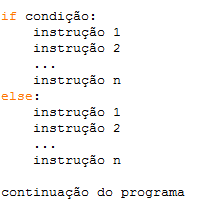 if condição:
    instrução 1
    instrução 2
    ...
    instrução n
else:
    instrução 1
    instrução 2
    ...
    instrução n

continuação do programa